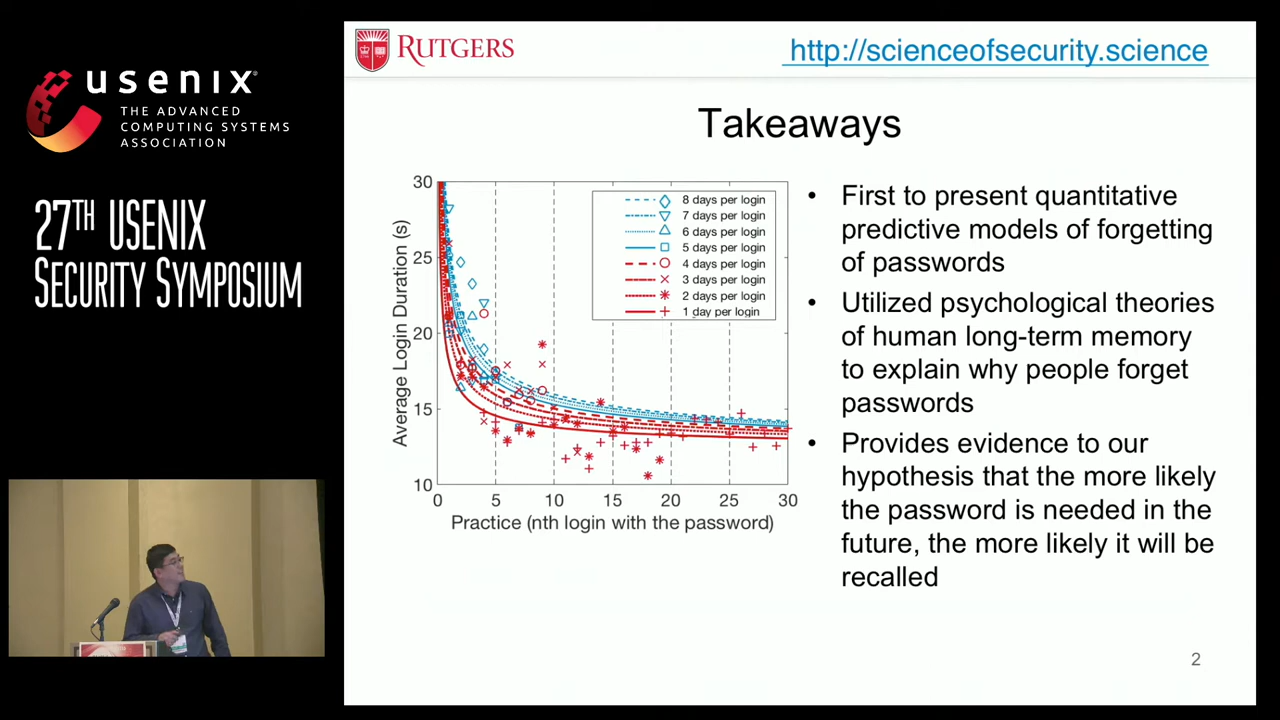 usenix
THE ADVANCED
COMPUTING SYSTEMS
ASSOCIATION
27TH USENIX
SECURITY SYMPOSIUM
RUTGERS
http://scienceofsecurity.science
Takeaways
30
25
20
15
10
Average Login Duration (s)
0 5 10 15 20 25 30
Practice (nth login with the password)
8 days per login
7 days per login
6 days per login
5 days per login
4 days per login
3 days per login
2 days per login
1 day per login
• First to present quantitative
predictive models of forgetting
of passwords
• Utilized psychological theories
of human long-term memory
to explain why people forget
passwords
• Provides evidence to our
hypothesis that the more likely
the password is needed in the
future, the more likely it will be
recalled
2